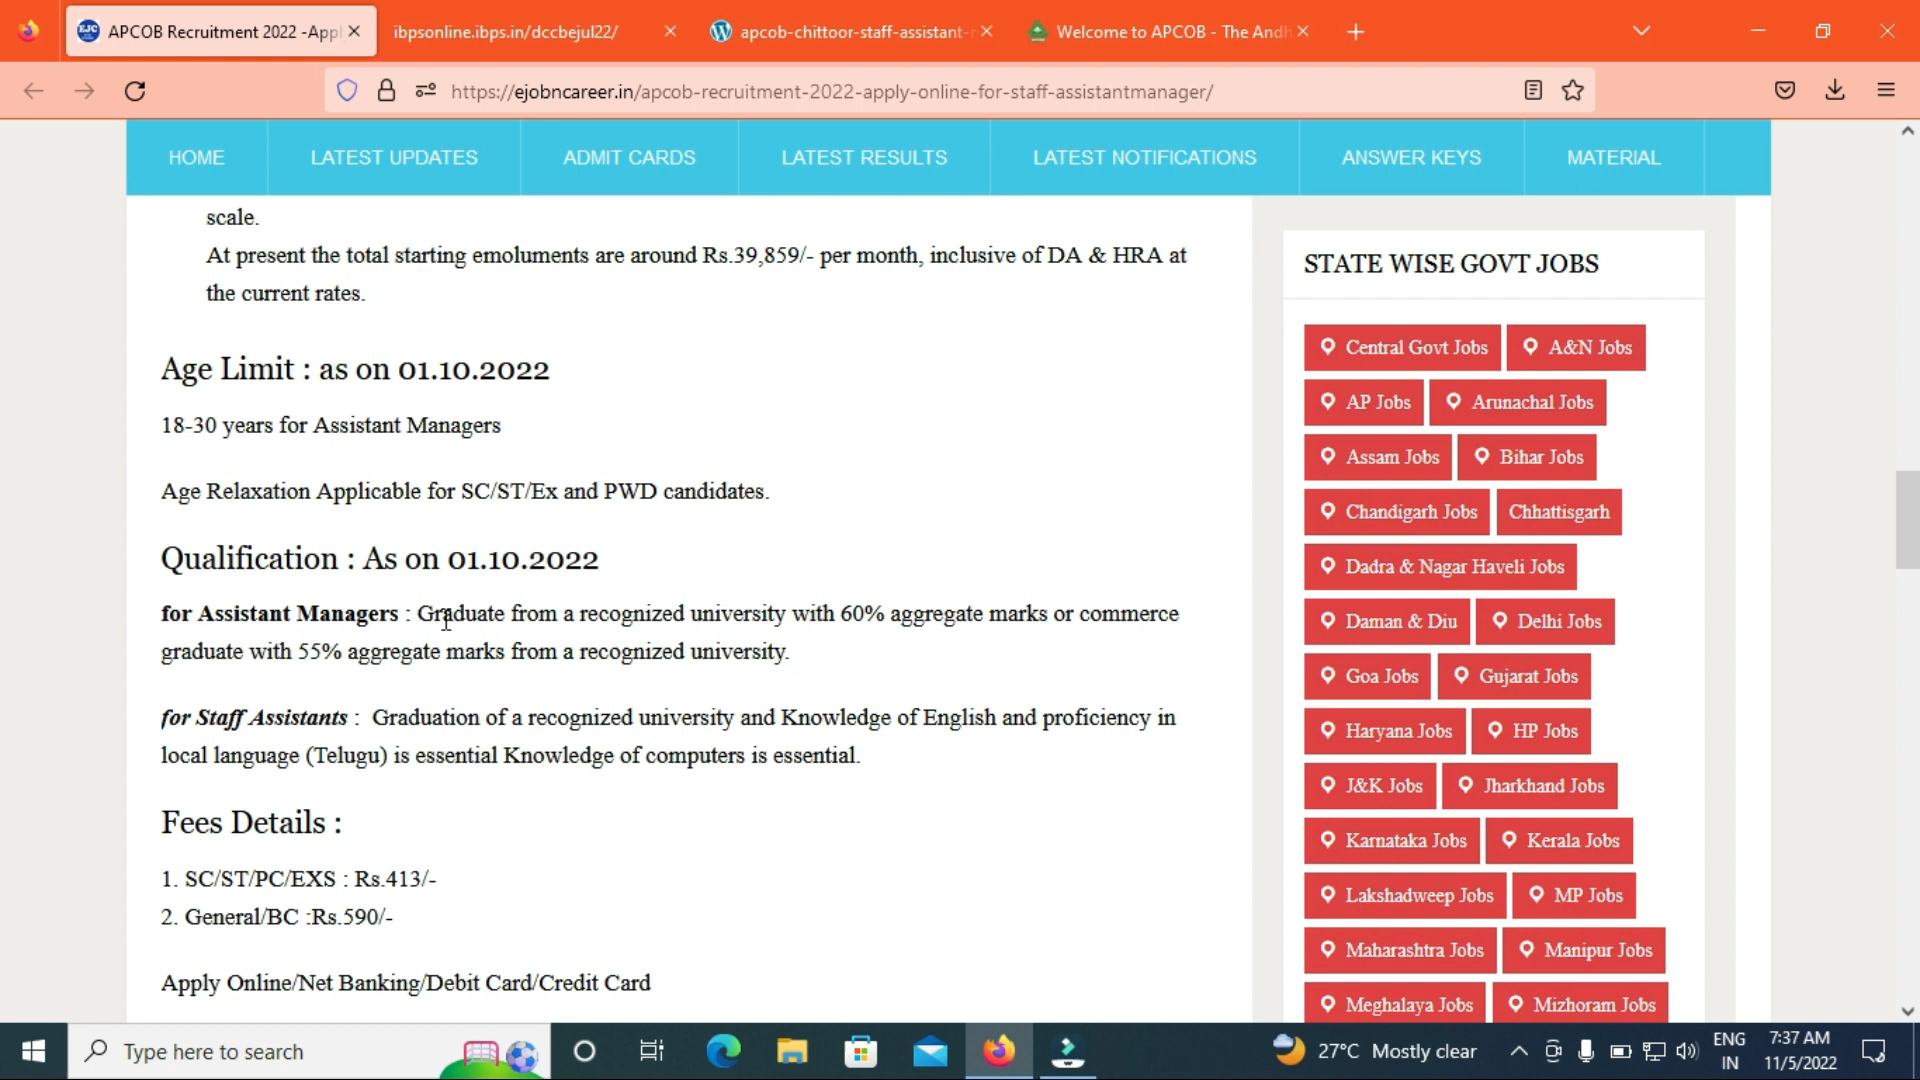 APCOB Recruitment 2022 -Appl
ibpsonline.ibps.in/dccbejul22/
apcob-chittoor-staff-assistant-
Welcome to APCOB - The Andh
https://ejobncareer.in/apcob-recruitment-2022-apply-online-for-staff-assistantmanager/
HOME
LATEST UPDATES
ADMIT CARDS
LATEST RESULTS
LATEST NOTIFICATIONS
ANSWER KEYS
MATERIAL
scale.
At present the total starting emoluments are around Rs.39,859/- per month, inclusive of DA & HRA at
the current rates.
Age Limit : as on 01.10.2022
18-30 years for Assistant Managers
Age Relaxation Applicable for SC/ST/Ex and PWD candidates.
Qualification : As on 01.10.2022
for Assistant Managers : Graduate from a recognized university with 60% aggregate marks or commerce
graduate with 55% aggregate marks from a recognized university.
for Staff Assistants : Graduation of a recognized university and Knowledge of English and proficiency in
local language (Telugu) is essential Knowledge of computers is essential.
Fees Details :
1. SC/ST/PC/EXS : Rs.413/-
2. General/BC :Rs.590/-
Apply Online/Net Banking/Debit Card/Credit Card
STATE WISE GOVT JOBS
Central Govt Jobs
A&N Jobs
AP Jobs
Arunachal Jobs
Assam Jobs
Bihar Jobs
Chandigarh Jobs
Chhattisgarh
Dadra & Nagar Haveli Jobs
Daman & Diu
Delhi Jobs
Goa Jobs
Gujarat Jobs
Haryana Jobs
HP Jobs
J&K Jobs
Jharkhand Jobs
Karnataka Jobs
Kerala Jobs
Lakshadweep Jobs
MP Jobs
Maharashtra Jobs
Manipur Jobs
Meghalaya Jobs
Mizhoram Jobs
Type here to search
27°C Mostly clear
ENG
IN
7:37 AM
11/5/2022